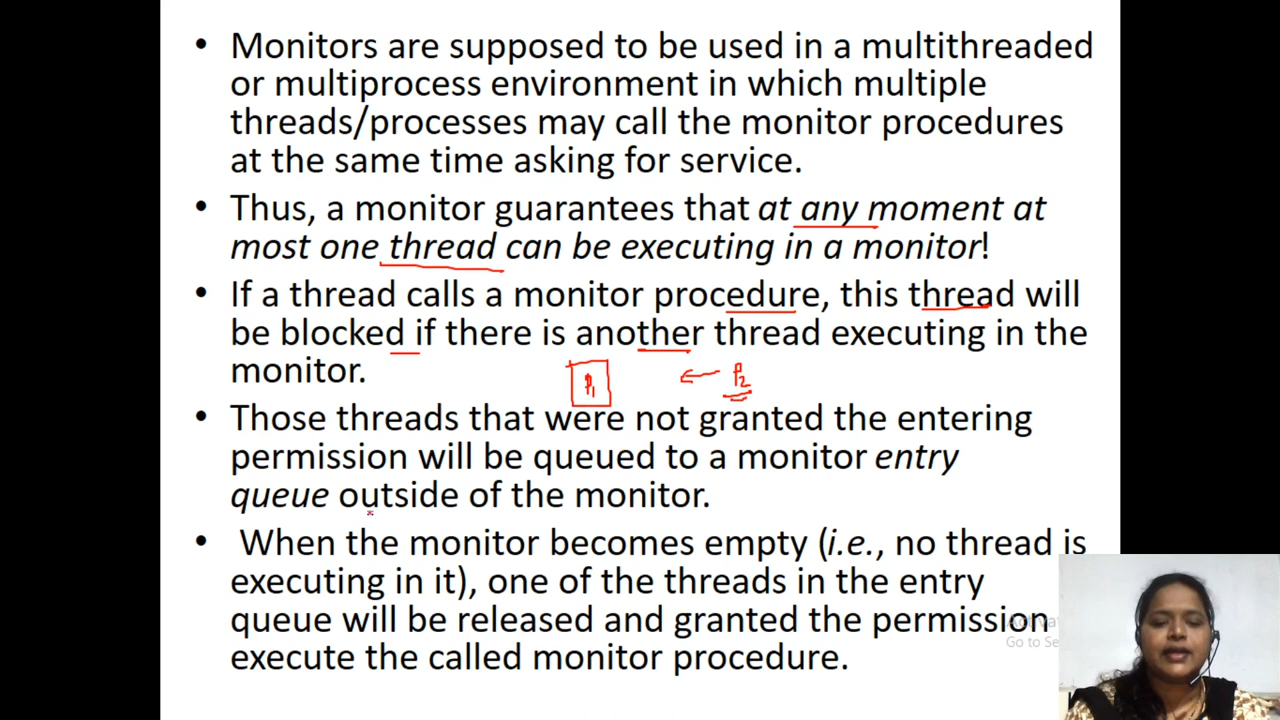 • Monitors are supposed to be used in a multithreaded
or multiprocess environment in which multiple
threads/processes may call the monitor procedures
at the same time asking for service.
• Thus, a monitor guarantees that at any moment at
most one thread can be executing in a monitor!
• If a thread calls a monitor procedure, this thread will
be blocked if there is another thread executing in the
monitor.
P1 ← P2
• Those threads that were not granted the entering
permission will be queued to a monitor entry
queue outside of the monitor.
• When the monitor becomes empty (i.e., no thread is
executing in it), one of the threads in the entry
queue will be released and granted the permission
execute the called monitor procedure.
Go to Se